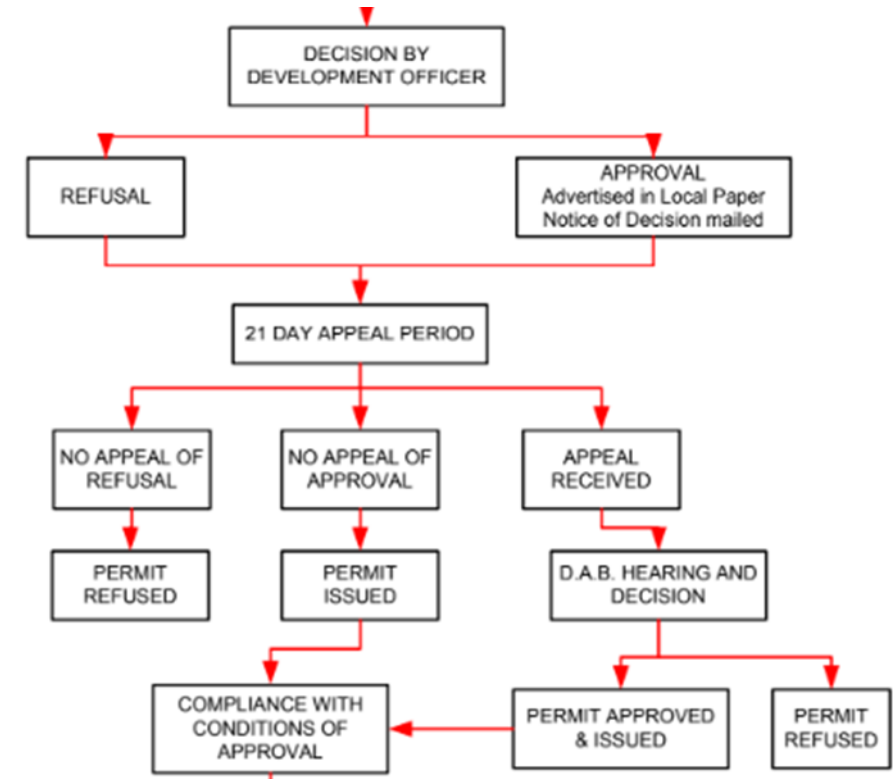 DECISION BY
DEVELOPMENT OFFICER
REFUSAL
APPROVAL
Advertised in Local Paper
Notice of Decision mailed
21 DAY APPEAL PERIOD
NO APPEAL OF
REFUSAL
NO APPEAL OF
APPROVAL
APPEAL
RECEIVED
PERMIT
REFUSED
PERMIT
ISSUED
D.A.B. HEARING AND
DECISION
COMPLIANCE WITH
CONDITIONS OF
APPROVAL
PERMIT APPROVED
& ISSUED
PERMIT
REFUSED